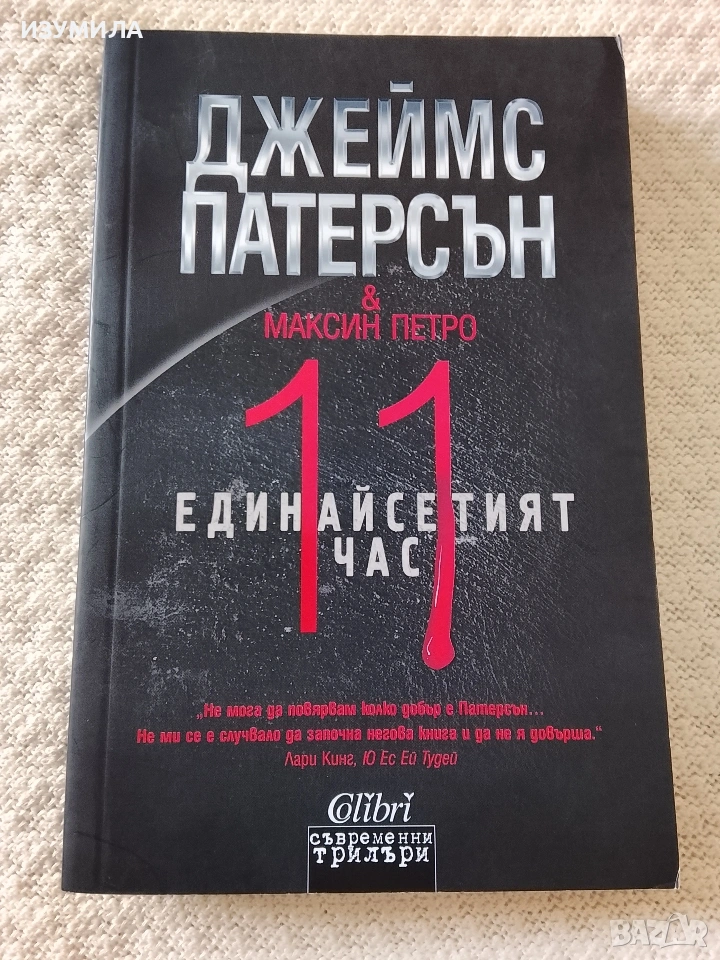 ИЗУМИЛА
ДЖЕЙМС
ПАТЕРСЪН
&
МАКСИН ПЕТРО
11
ЕДИНАЙСЕТИЯТ
ЧАС
„Не мога да повярвам колко добър е Патерсън...
Не ми се е случвало да започна негова книга и да не я довърша.“
Лари Кинг, Ю Ес Ей Тудей
Colibri
съвременни
трилъри
BAZAR